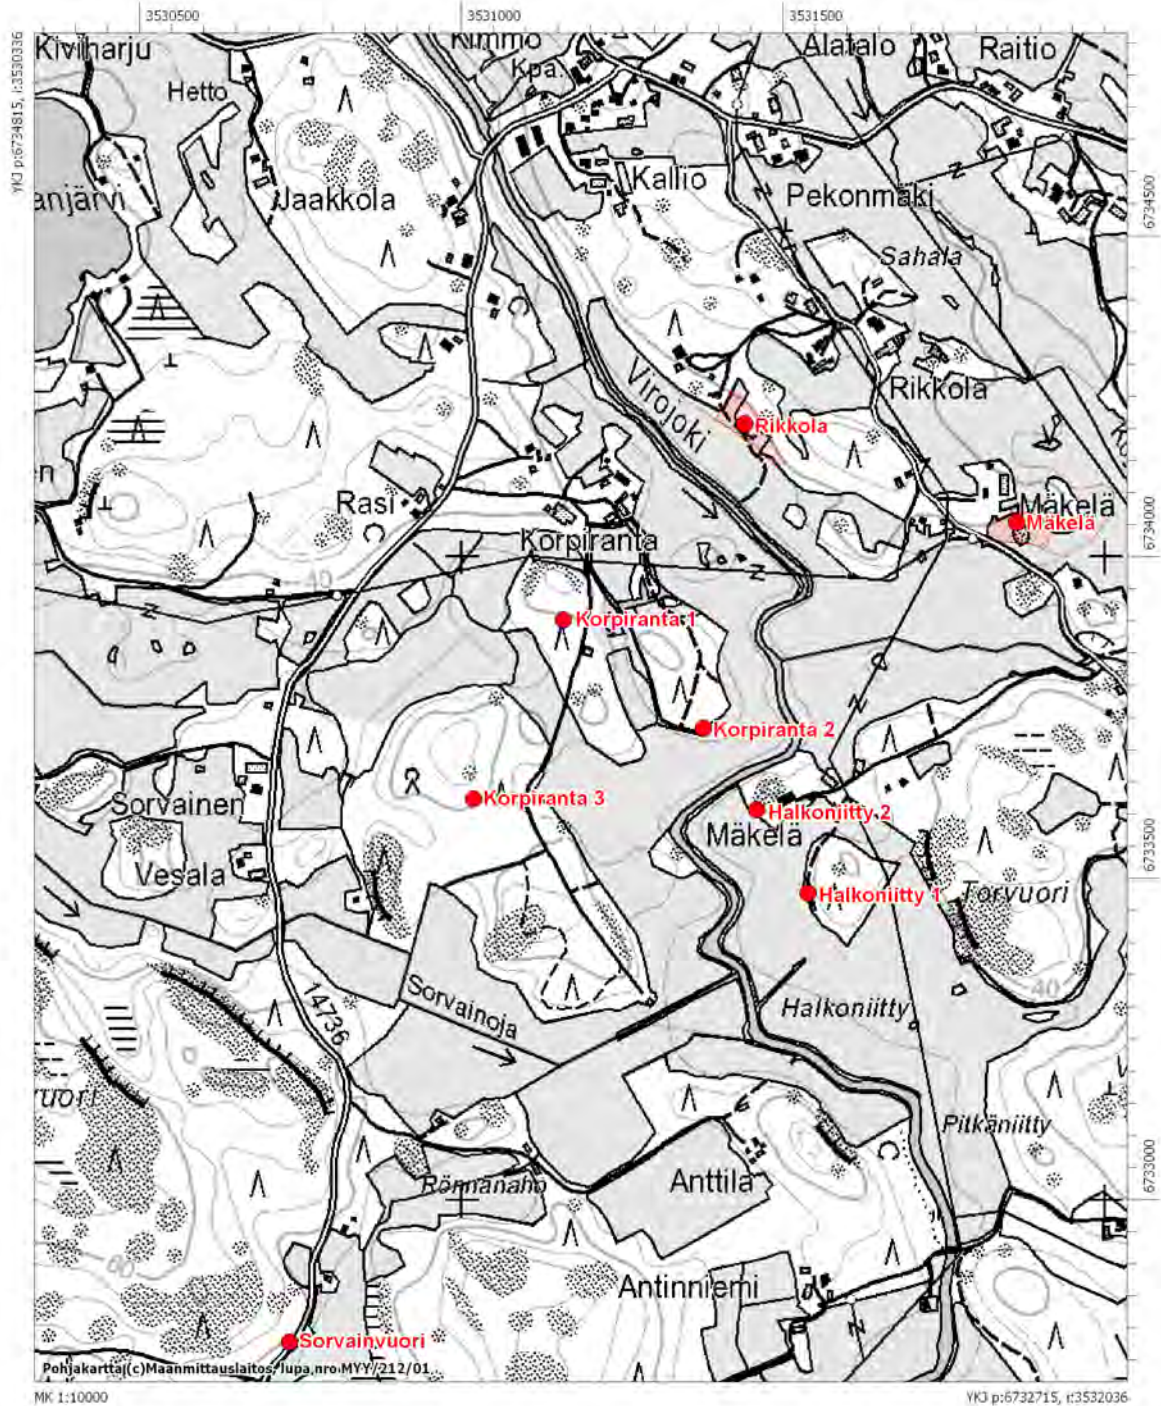 3530500
3531000
3531500
YKJ p:6734815, i:3530336
Kiviharju
Kimmo
Alatalo
Raitio
Kpa.
Hetto
anjärvi
Jaakkola
Kallio
Pekonmäki
6734500
Sahala
Virojoki
Rikkola
Rikkola
en
Rasi
Mäkelä
Mäkelä
6734000
Korpiranta
40
Korpiranta 1
Korpiranta 2
Korpiranta 3
Sorvainen
Halkoniitty 2
Mäkelä
6733500
Vesala
Halkoniitty 1
Torvuori
40
14736
Sorvainoja
Halkoniitty
vuori
Pitkäniitty
Rönnänaho
Anttila
6733000
Antinniemi
Sorvainvuori
Pohjakartta (c)Maanmittauslaitos, lupa nro MYY/212/01
MK 1:10000
YKJ p:6732715, i:3532036